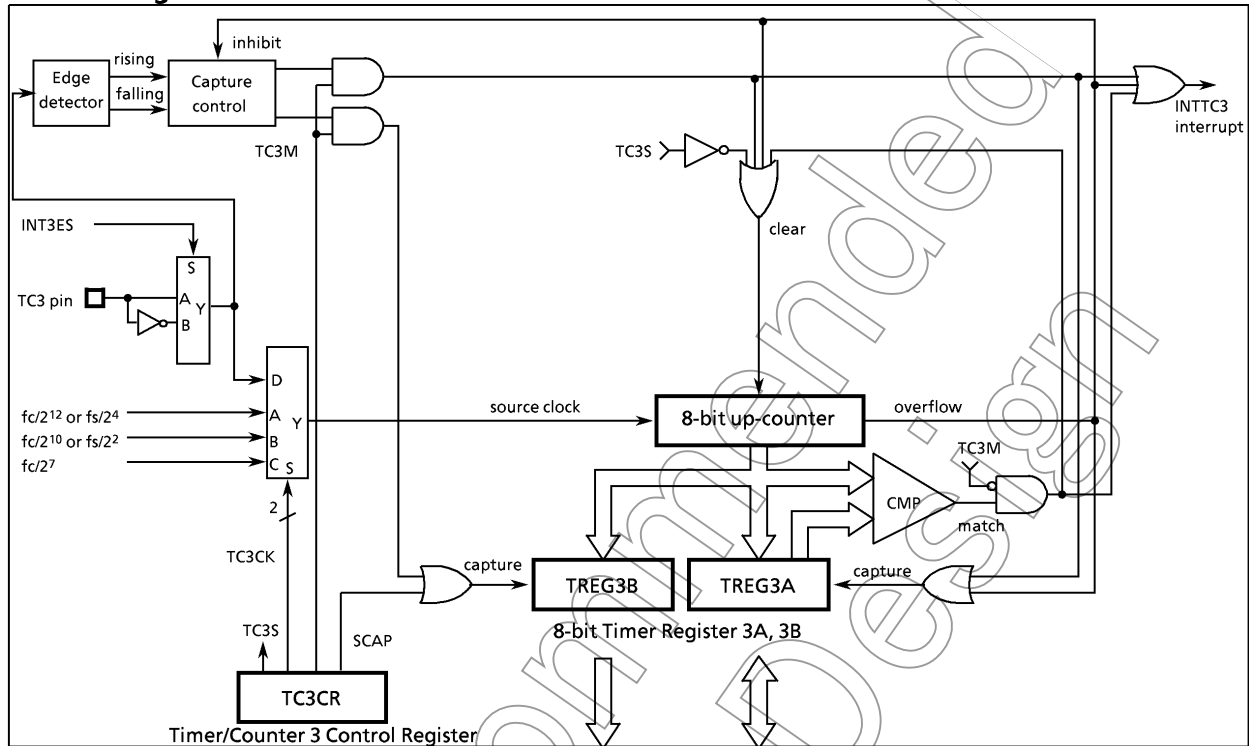 inhibit
rising
Edge
detector
falling
Capture
control
INTTC3
interrupt
TC3M
TC3S
clear
INT3ES
S
TC3 pin
A
Y
B
D
fc/2¹² or fs/2⁴
A
Y
source clock
8-bit up-counter
overflow
fc/2¹⁰ or fs/2²
B
fc/2⁷
C
S
TC3M
2
CMP
match
TC3CK
capture
TREG3B
TREG3A
capture
8-bit Timer Register 3A, 3B
TC3S
SCAP
TC3CR
Timer/Counter 3 Control Register